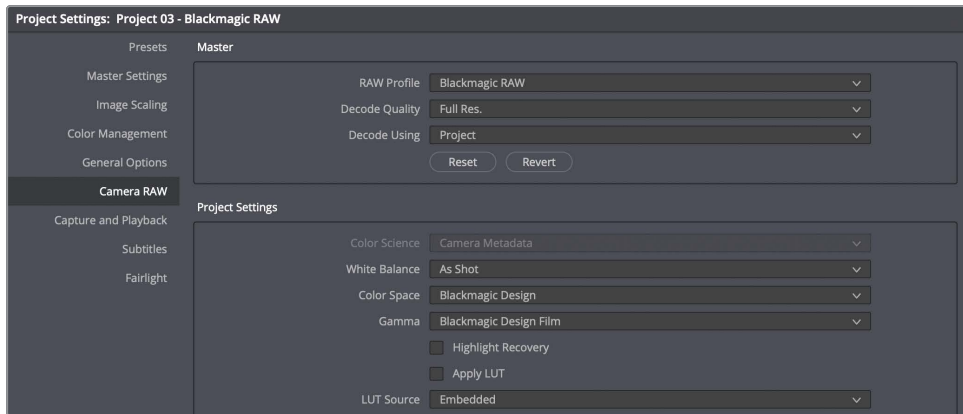 Project Settings: Project 03 - Blackmagic RAW
Presets
Master Settings
Image Scaling
Color Management
General Options
Camera RAW
Capture and Playback
Subtitles
Fairlight
Master
RAW Profile Blackmagic RAW
Decode Quality Full Res.
Decode Using Project
Reset Revert
Project Settings
Color Science Camera Metadata
White Balance As Shot
Color Space Blackmagic Design
Gamma Blackmagic Design Film
Highlight Recovery
Apply LUT
LUT Source Embedded